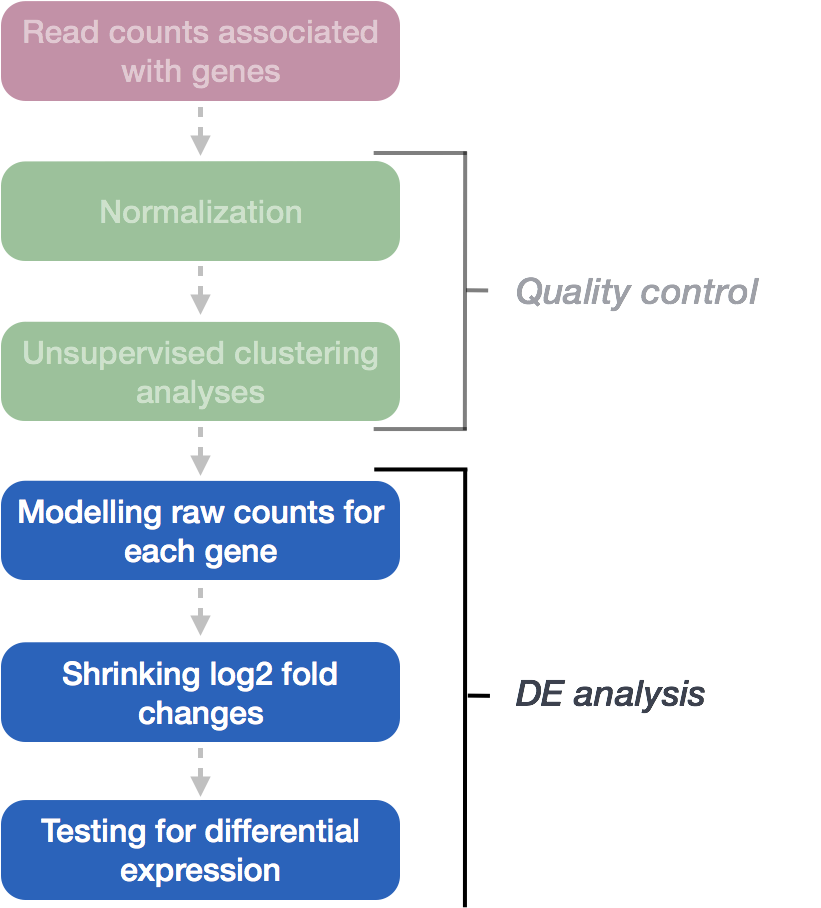 Read counts associated
with genes
Normalization
Quality control
Unsupervised clustering
analyses
Modelling raw counts for
each gene
Shrinking log2 fold
changes
DE analysis
Testing for differential
expression